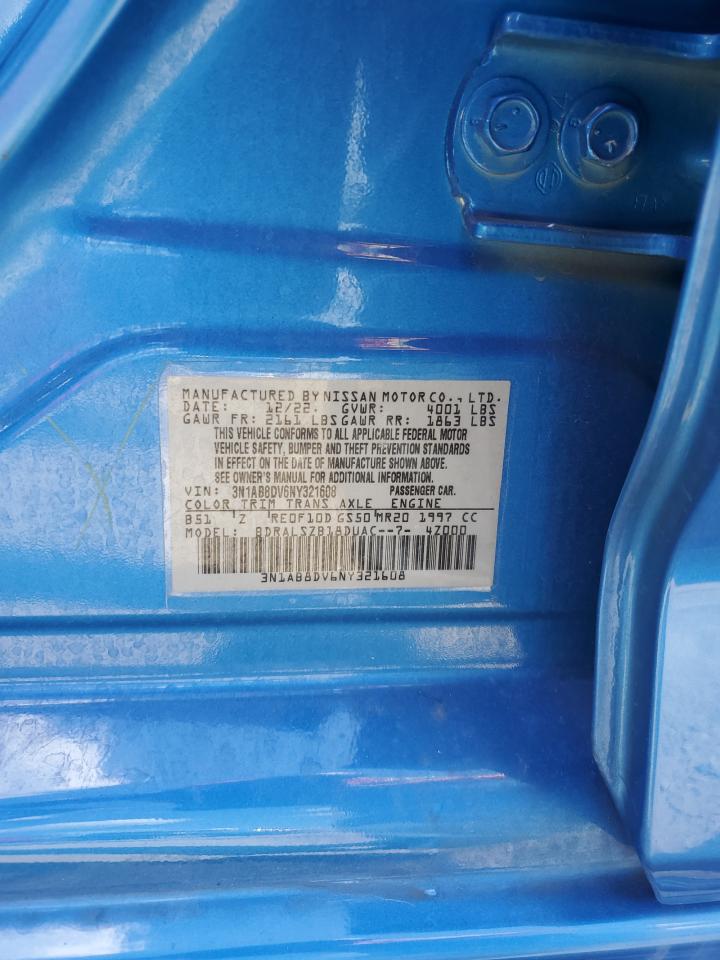 MANUFACTURED BY NISSAN MOTOR CO., LTD.
DATE: 12/22. GVWR: 4001 LBS
GAWR FR: 2161 LBS GAWR RR: 1863 LBS
THIS VEHICLE CONFORMS TO ALL APPLICABLE FEDERAL MOTOR
VEHICLE SAFETY, BUMPER AND THEFT PREVENTION STANDARDS
IN EFFECT ON THE DATE OF MANUFACTURE SHOWN ABOVE.
SEE OWNER'S MANUAL FOR ADDITIONAL INFORMATION.
VIN: 3N1AB8DV6NY321608 PASSENGER CAR.
COLOR TRIM TRANS AXLE ENGINE
B51 Z RE0F10D GS50 MR20 1997 CC
MODEL: BDRALSZB18DUAC--7- 4Z000
3N1AB8DV6NY321608